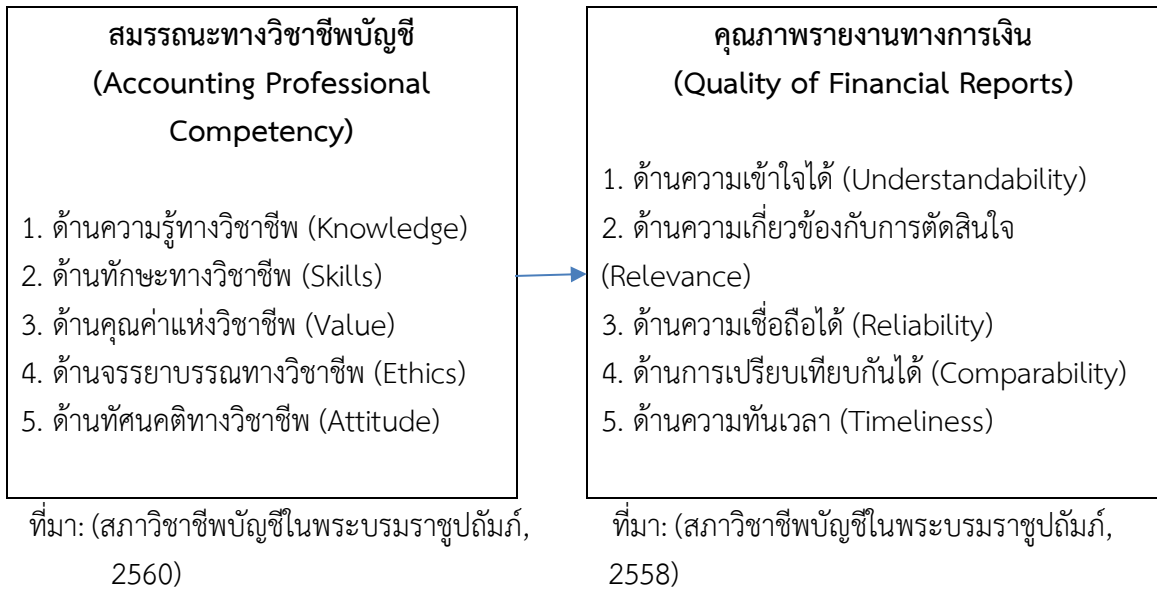 สมรรถนะทางวิชาชีพบัญชี
(Accounting Professional
Competency)
1. ด้านความรู้ทางวิชาชีพ (Knowledge)
2. ด้านทักษะทางวิชาชีพ (Skills)
3. ด้านคุณค่าแห่งวิชาชีพ (Value)
4. ด้านจรรยาบรรณทางวิชาชีพ (Ethics)
5. ด้านทัศนคติทางวิชาชีพ (Attitude)
ที่มา: (สภาวิชาชีพบัญชีในพระบรมราชูปถัมภ์,
2560)
คุณภาพรายงานทางการเงิน
(Quality of Financial Reports)
1. ด้านความเข้าใจได้ (Understandability)
2. ด้านความเกี่ยวข้องกับการตัดสินใจ
(Relevance)
3. ด้านความเชื่อถือได้ (Reliability)
4. ด้านการเปรียบเทียบกันได้ (Comparability)
5. ด้านความทันเวลา (Timeliness)
ที่มา: (สภาวิชาชีพบัญชีในพระบรมราชูปถัมภ์,
2558)